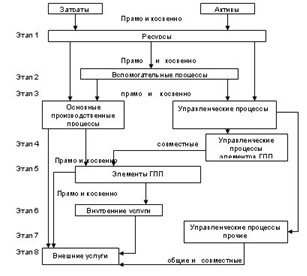 Затраты
Активы
Прямо и косвенно
Этап 1
Ресурсы
Прямо и косвенно
Этап 2
Вспомогательные процессы
Этап 3
прямо и косвенно
Основные
производственные
процессы
Управленческие процессы
Этап 4
совместные
Управленческие
процессы
элементов ГПП
Прямо и косвенно
Этап 5
Элементы ГПП
Прямо и косвенно
Этап 6
Внутренние услуги
Этап 7
Управленческие процессы
прочие
Этап 8
Внешние услуги
общие и совместные